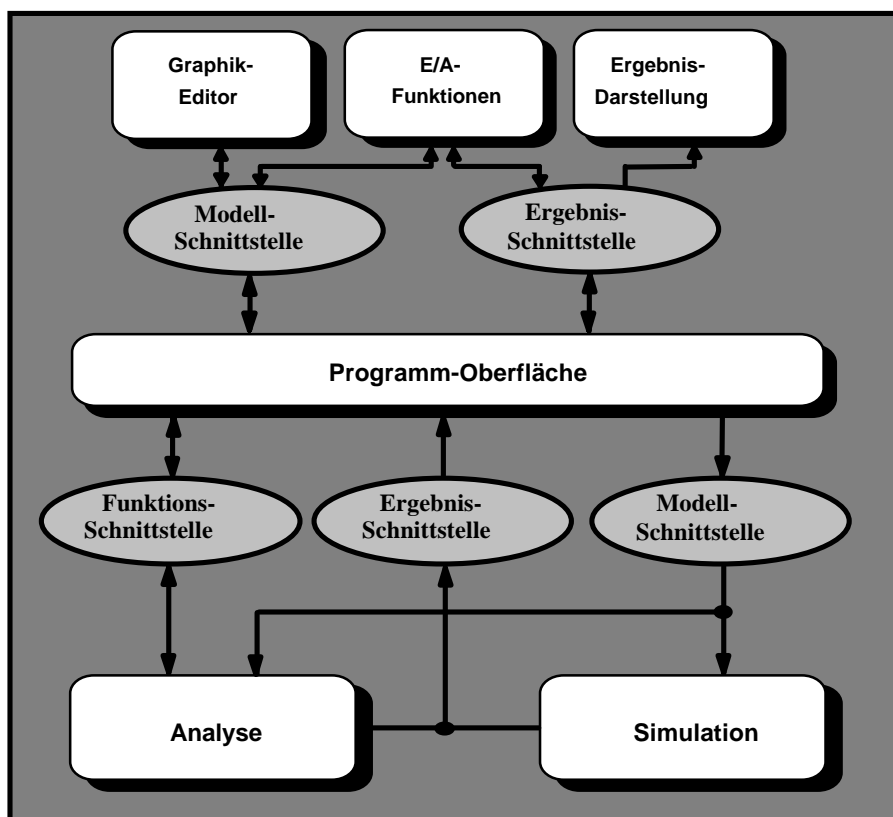 Graphik-
Editor
E/A-
Funktionen
Ergebnis-
Darstellung
Modell-
Schnittstelle
Ergebnis-
Schnittstelle
Programm-Oberfläche
Funktions-
Schnittstelle
Ergebnis-
Schnittstelle
Modell-
Schnittstelle
Analyse
Simulation